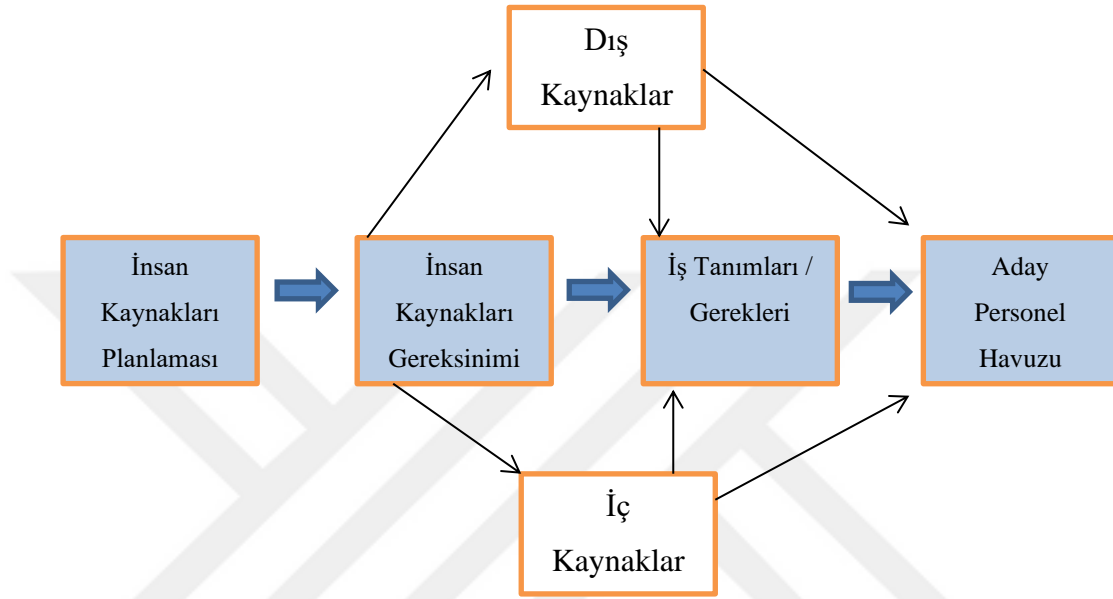 Dış
Kaynaklar
İnsan
Kaynakları
Planlaması
İnsan
Kaynakları
Gereksinimi
İş Tanımları /
Gerekleri
Aday
Personel
Havuzu
İç
Kaynaklar